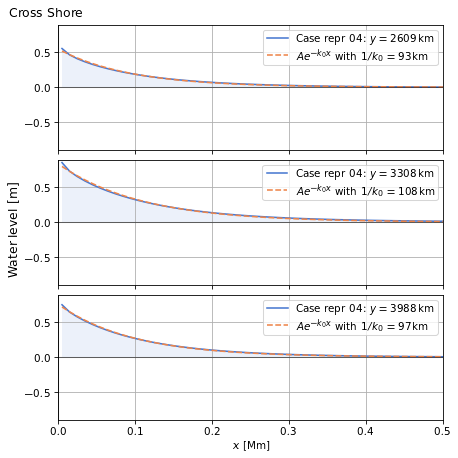 Cross Shore
Water level [m]
0.5
0.0
−0.5
Case repr 04: y = 2609 km
Ae^{−k₀x} with 1/k₀ = 93 km
0.5
0.0
−0.5
Case repr 04: y = 3308 km
Ae^{−k₀x} with 1/k₀ = 108 km
0.5
0.0
−0.5
Case repr 04: y = 3988 km
Ae^{−k₀x} with 1/k₀ = 97 km
0.0 0.1 0.2 0.3 0.4 0.5
x [Mm]